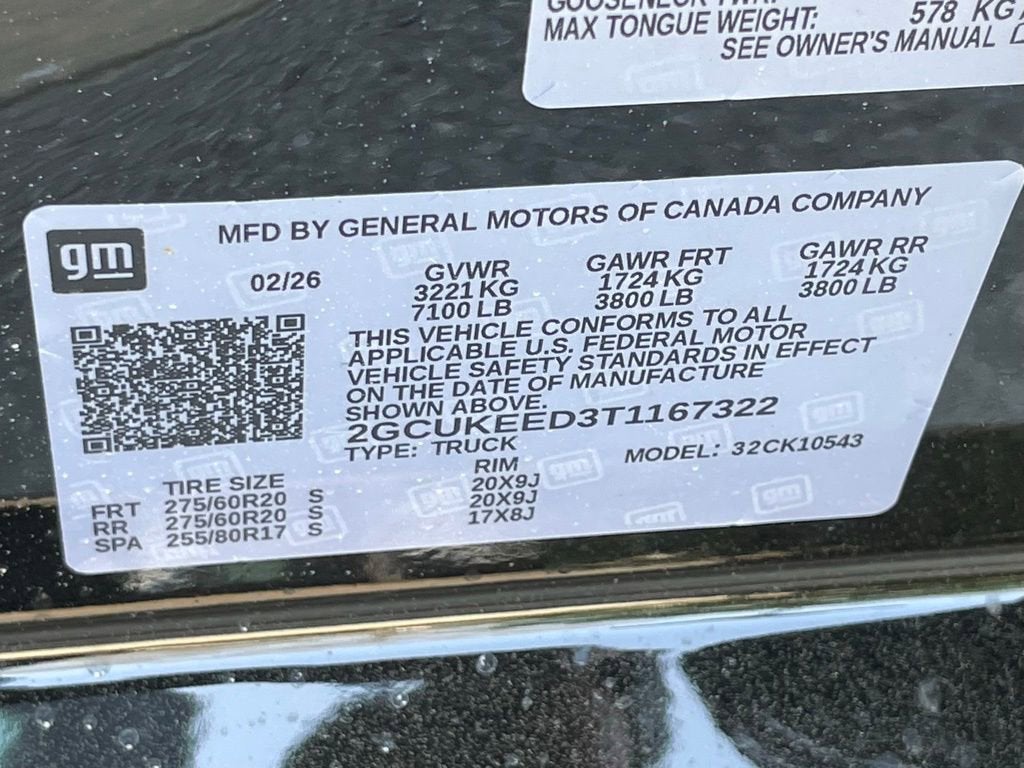 MAX TONGUE WEIGHT: 578 KG
SEE OWNER'S MANUAL
gm
MFD BY GENERAL MOTORS OF CANADA COMPANY
02/26
GVWR GAWR FRT GAWR RR
3221 KG 1724 KG 1724 KG
7100 LB 3800 LB 3800 LB
THIS VEHICLE CONFORMS TO ALL
APPLICABLE U.S. FEDERAL MOTOR
VEHICLE SAFETY STANDARDS IN EFFECT
ON THE DATE OF MANUFACTURE
SHOWN ABOVE.
2GCUKEED3T1167322
TYPE: TRUCK MODEL: 32CK10543
TIRE SIZE RIM
FRT 275/60R20 S 20X9J
RR 275/60R20 S 20X9J
SPA 255/80R17 S 17X8J